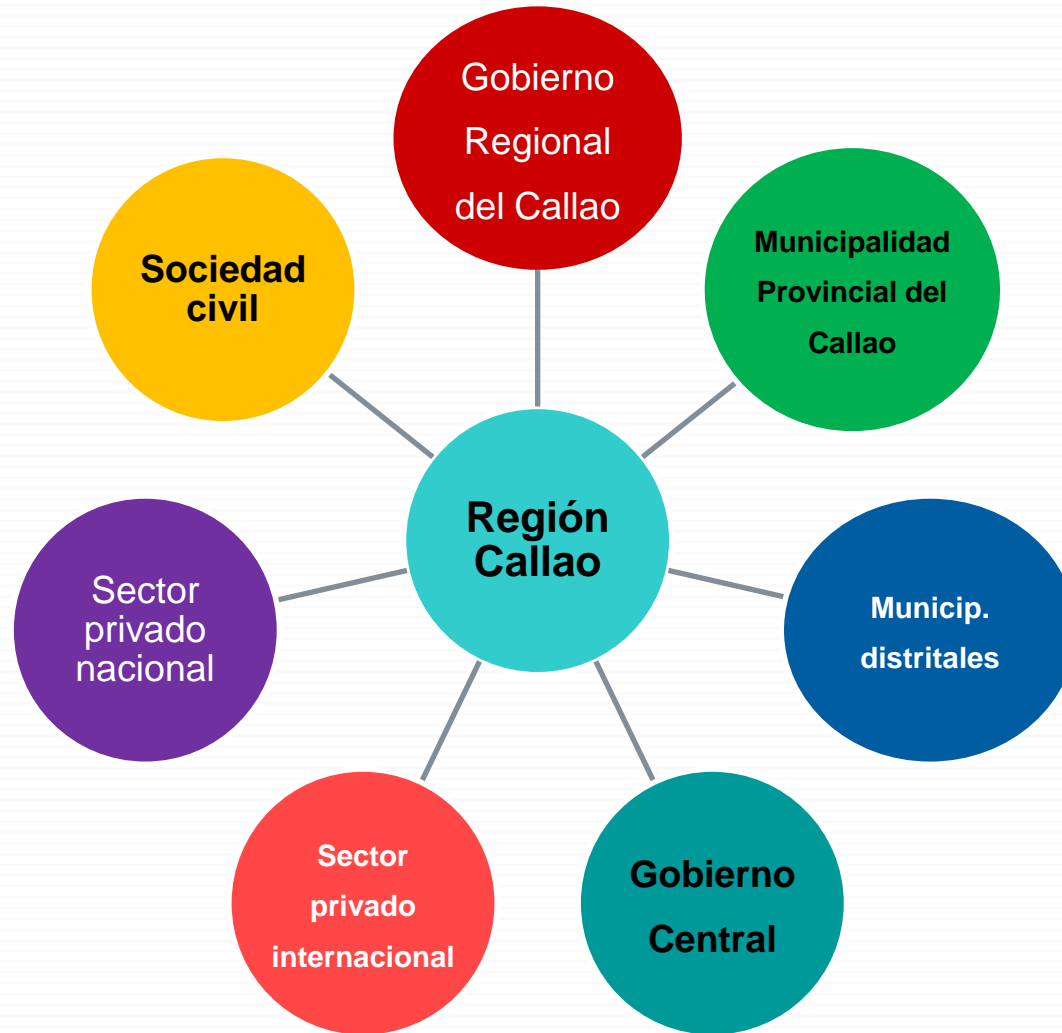 Gobierno
Regional
del Callao
Municipalidad
Provincial del
Callao
Sociedad
civil
Región
Callao
Municip.
distritales
Sector
privado
nacional
Gobierno
Central
Sector
privado
internacional